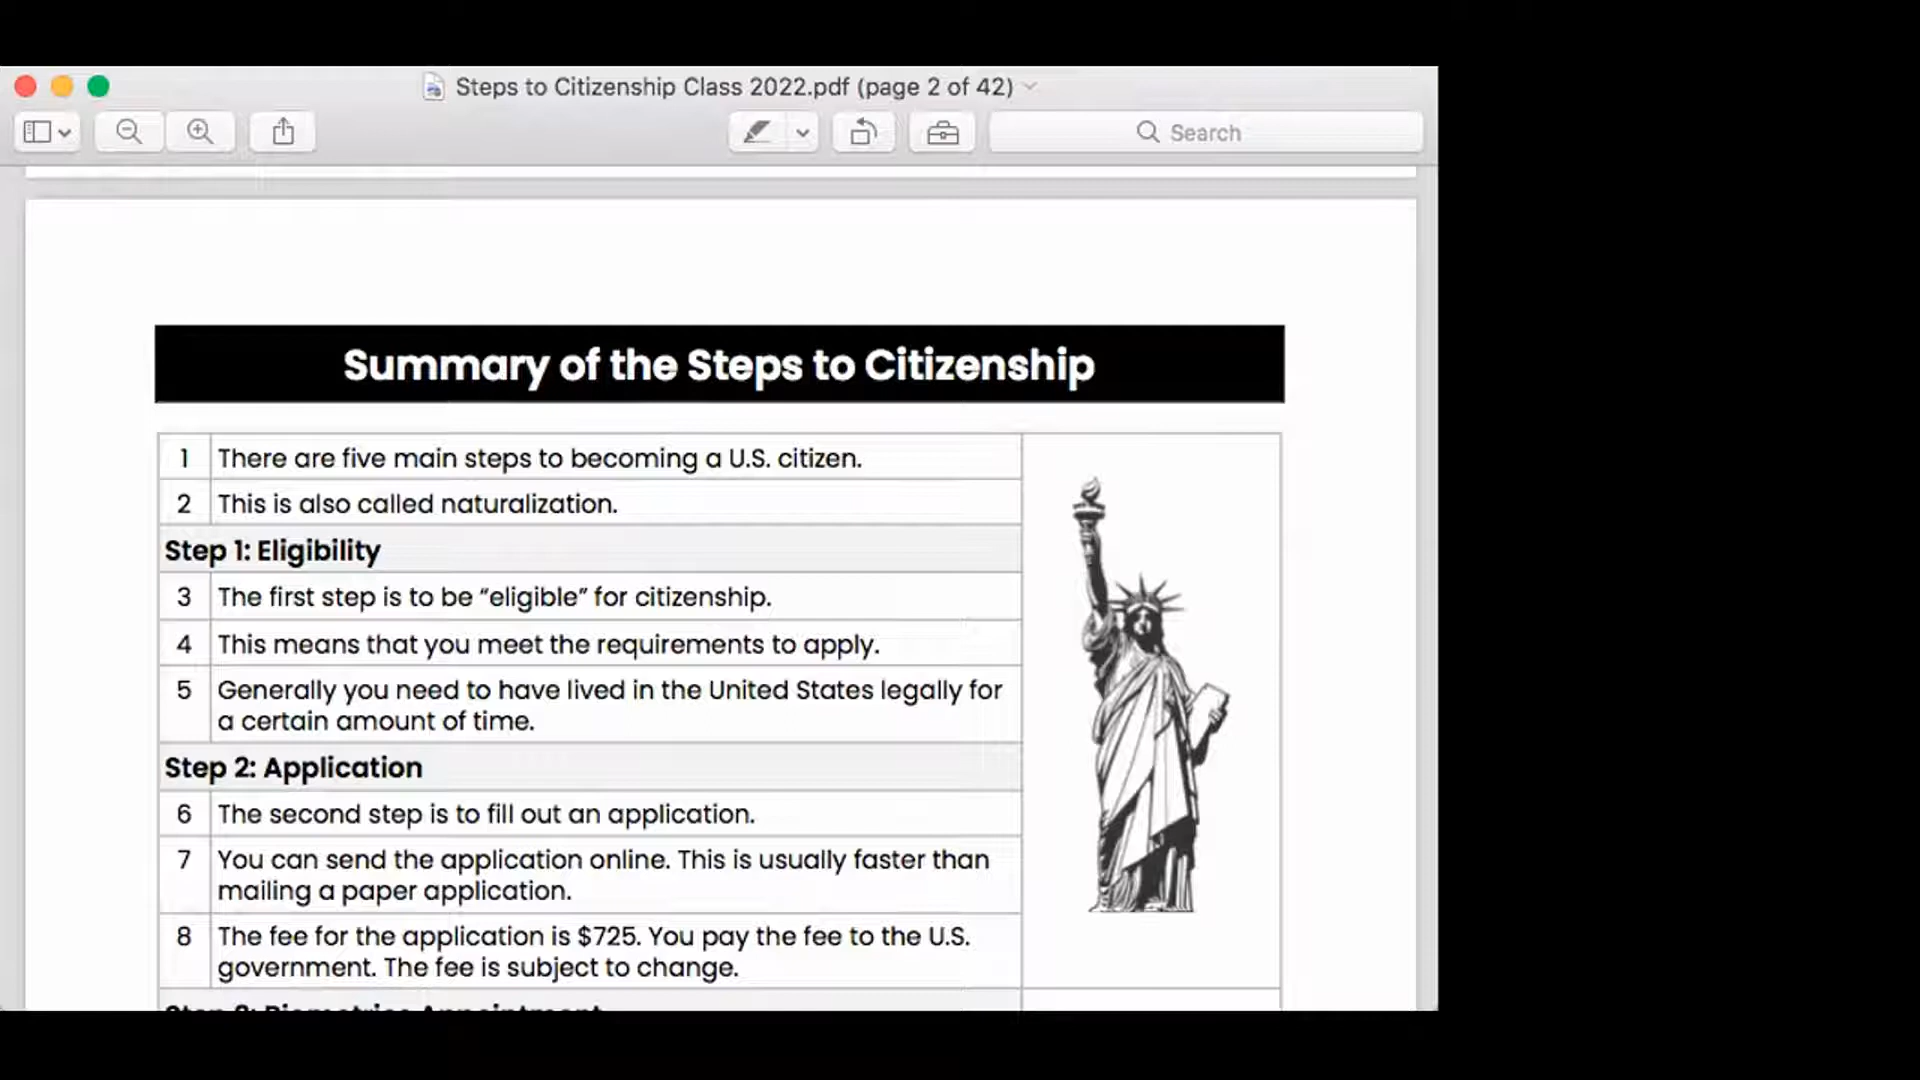 Steps to Citizenship Class 2022.pdf (page 2 of 42)
Search
Summary of the Steps to Citizenship
1 There are five main steps to becoming a U.S. citizen.
2 This is also called naturalization.
Step 1: Eligibility
3 The first step is to be “eligible” for citizenship.
4 This means that you meet the requirements to apply.
5 Generally you need to have lived in the United States legally for
a certain amount of time.
Step 2: Application
6 The second step is to fill out an application.
7 You can send the application online. This is usually faster than
mailing a paper application.
8 The fee for the application is $725. You pay the fee to the U.S.
government. The fee is subject to change.
Step 3: Biometrics Appointment